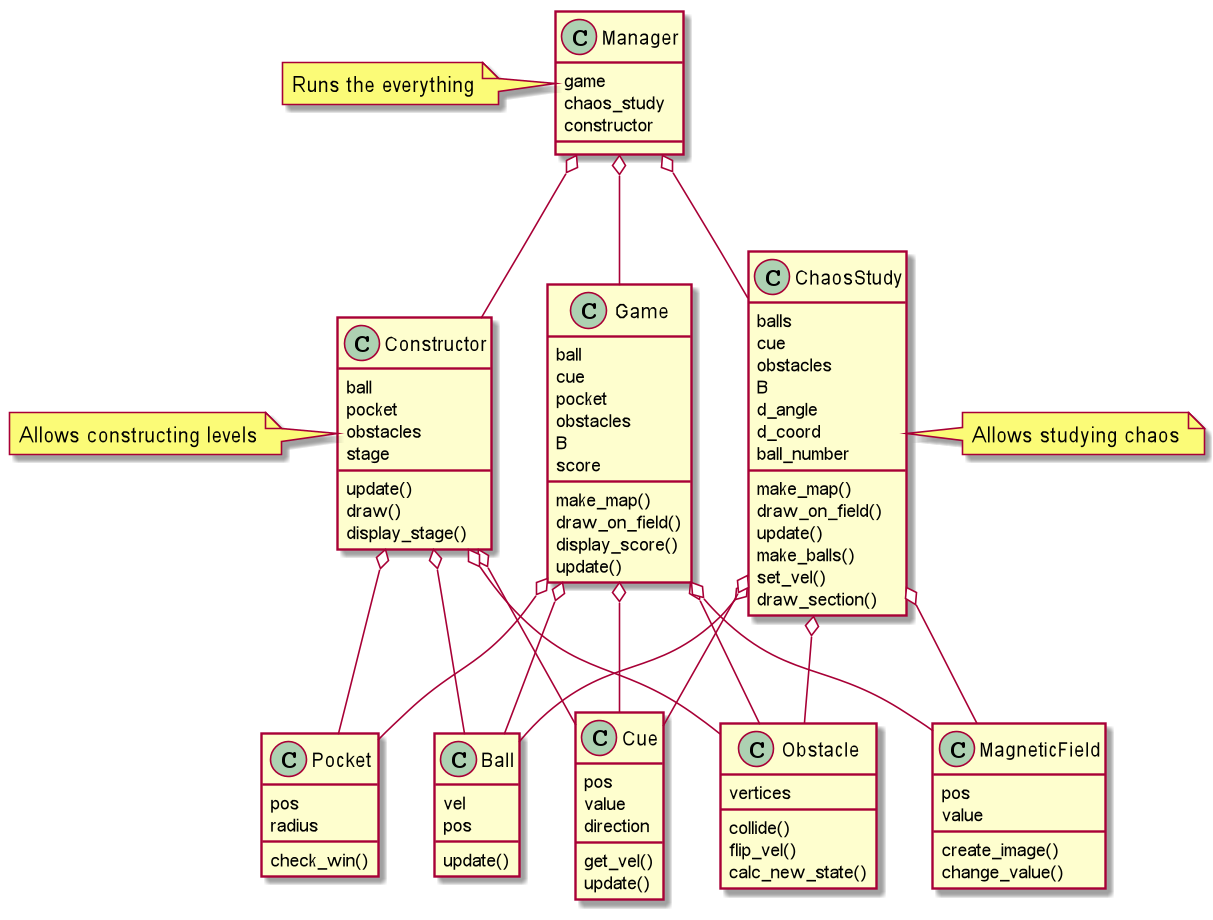 C Manager
game
chaos_study
constructor
Runs the everything
C Constructor
ball
pocket
obstacles
stage
update()
draw()
display_stage()
Allows constructing levels
C Game
ball
cue
pocket
obstacles
B
score
make_map()
draw_on_field()
display_score()
update()
C ChaosStudy
balls
cue
obstacles
B
d_angle
d_coord
ball_number
make_map()
draw_on_field()
update()
make_balls()
set_vel()
draw_section()
Allows studying chaos
C Pocket
pos
radius
check_win()
C Ball
vel
pos
update()
C Cue
pos
value
direction
get_vel()
update()
C Obstacle
vertices
collide()
flip_vel()
calc_new_state()
C MagneticField
pos
value
create_image()
change_value()